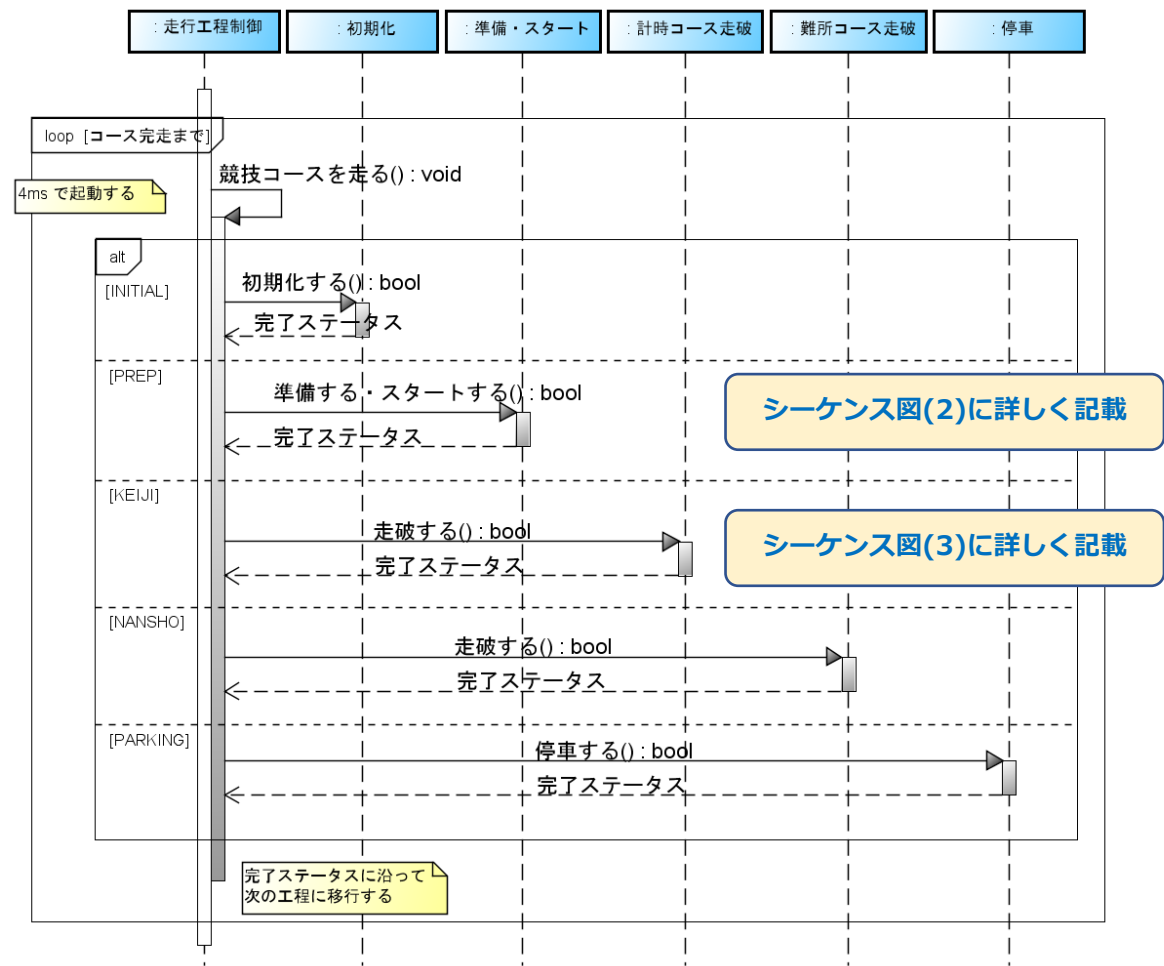 : 走行工程制御
: 初期化
: 準備・スタート
: 計時コース走破
: 難所コース走破
: 停車
loop [コース完走まで]
競技コースを走る() : void
4ms で起動する
alt
[INITIAL]
初期化する() : bool
完了ステータス
[PREP]
準備する・スタートする() : bool
完了ステータス
シーケンス図(2)に詳しく記載
[KEIJI]
走破する() : bool
完了ステータス
シーケンス図(3)に詳しく記載
[NANSHO]
走破する() : bool
完了ステータス
[PARKING]
停車する() : bool
完了ステータス
完了ステータスに沿って
次の工程に移行する